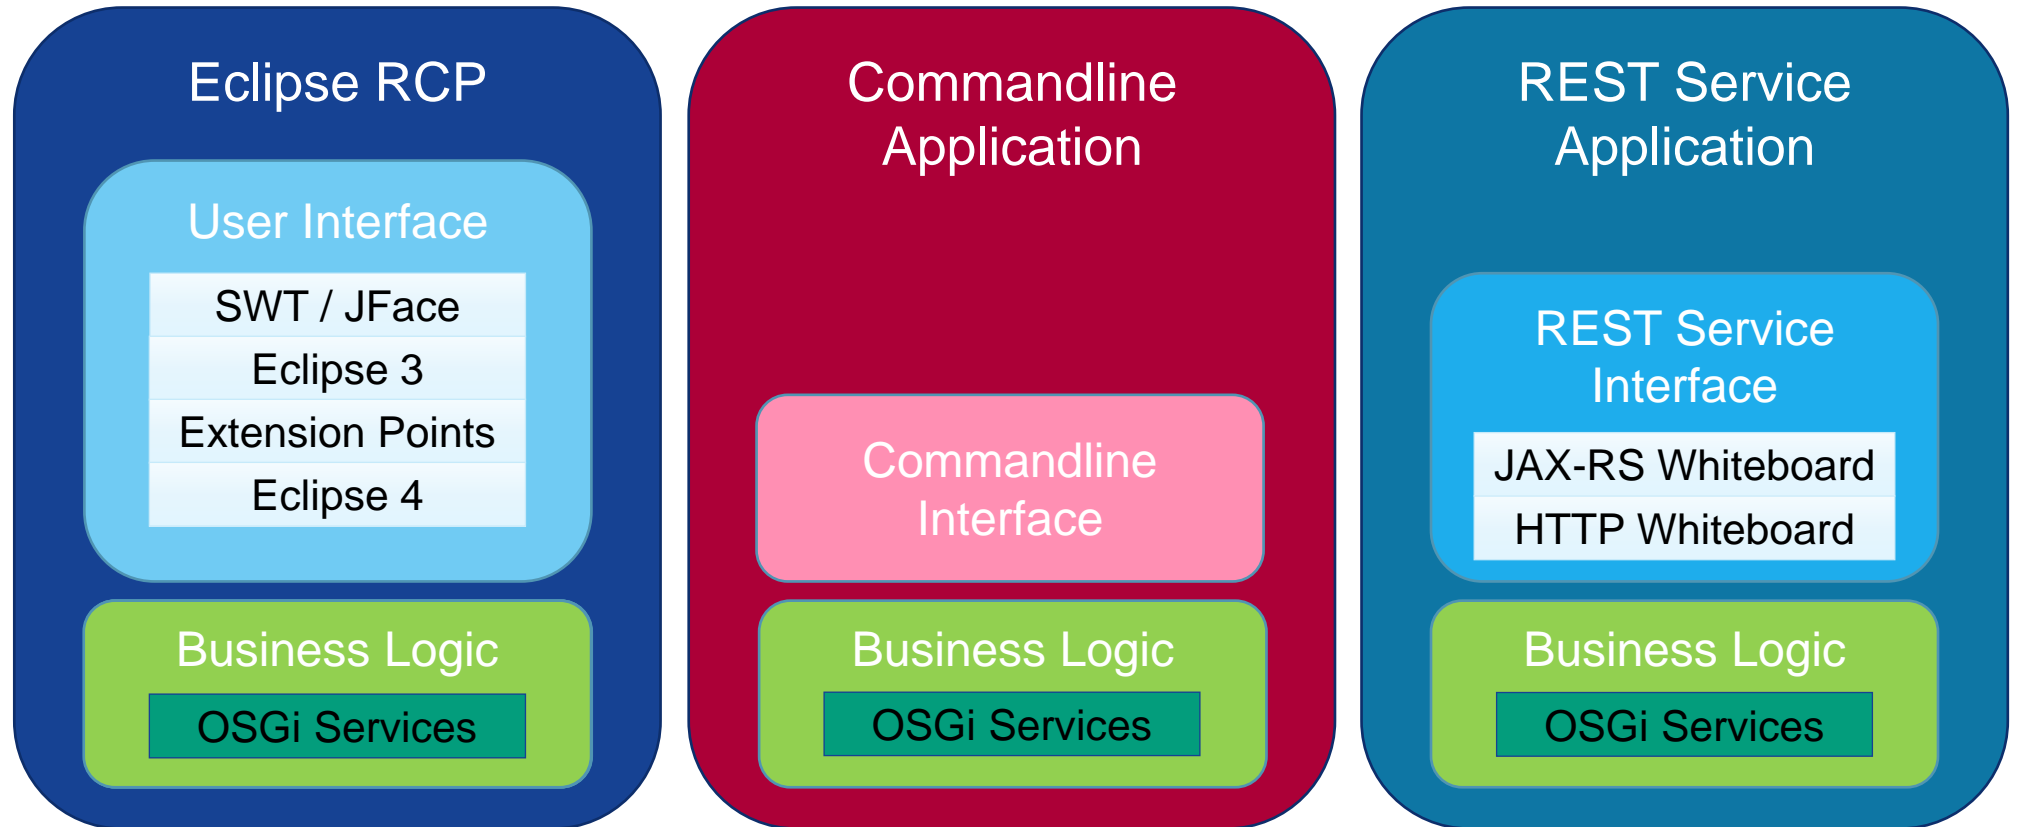 Eclipse RCP
User Interface
SWT / JFace
Eclipse 3
Extension Points
Eclipse 4
Business Logic
OSGi Services
Commandline
Application
Commandline
Interface
Business Logic
OSGi Services
REST Service
Application
REST Service
Interface
JAX-RS Whiteboard
HTTP Whiteboard
Business Logic
OSGi Services